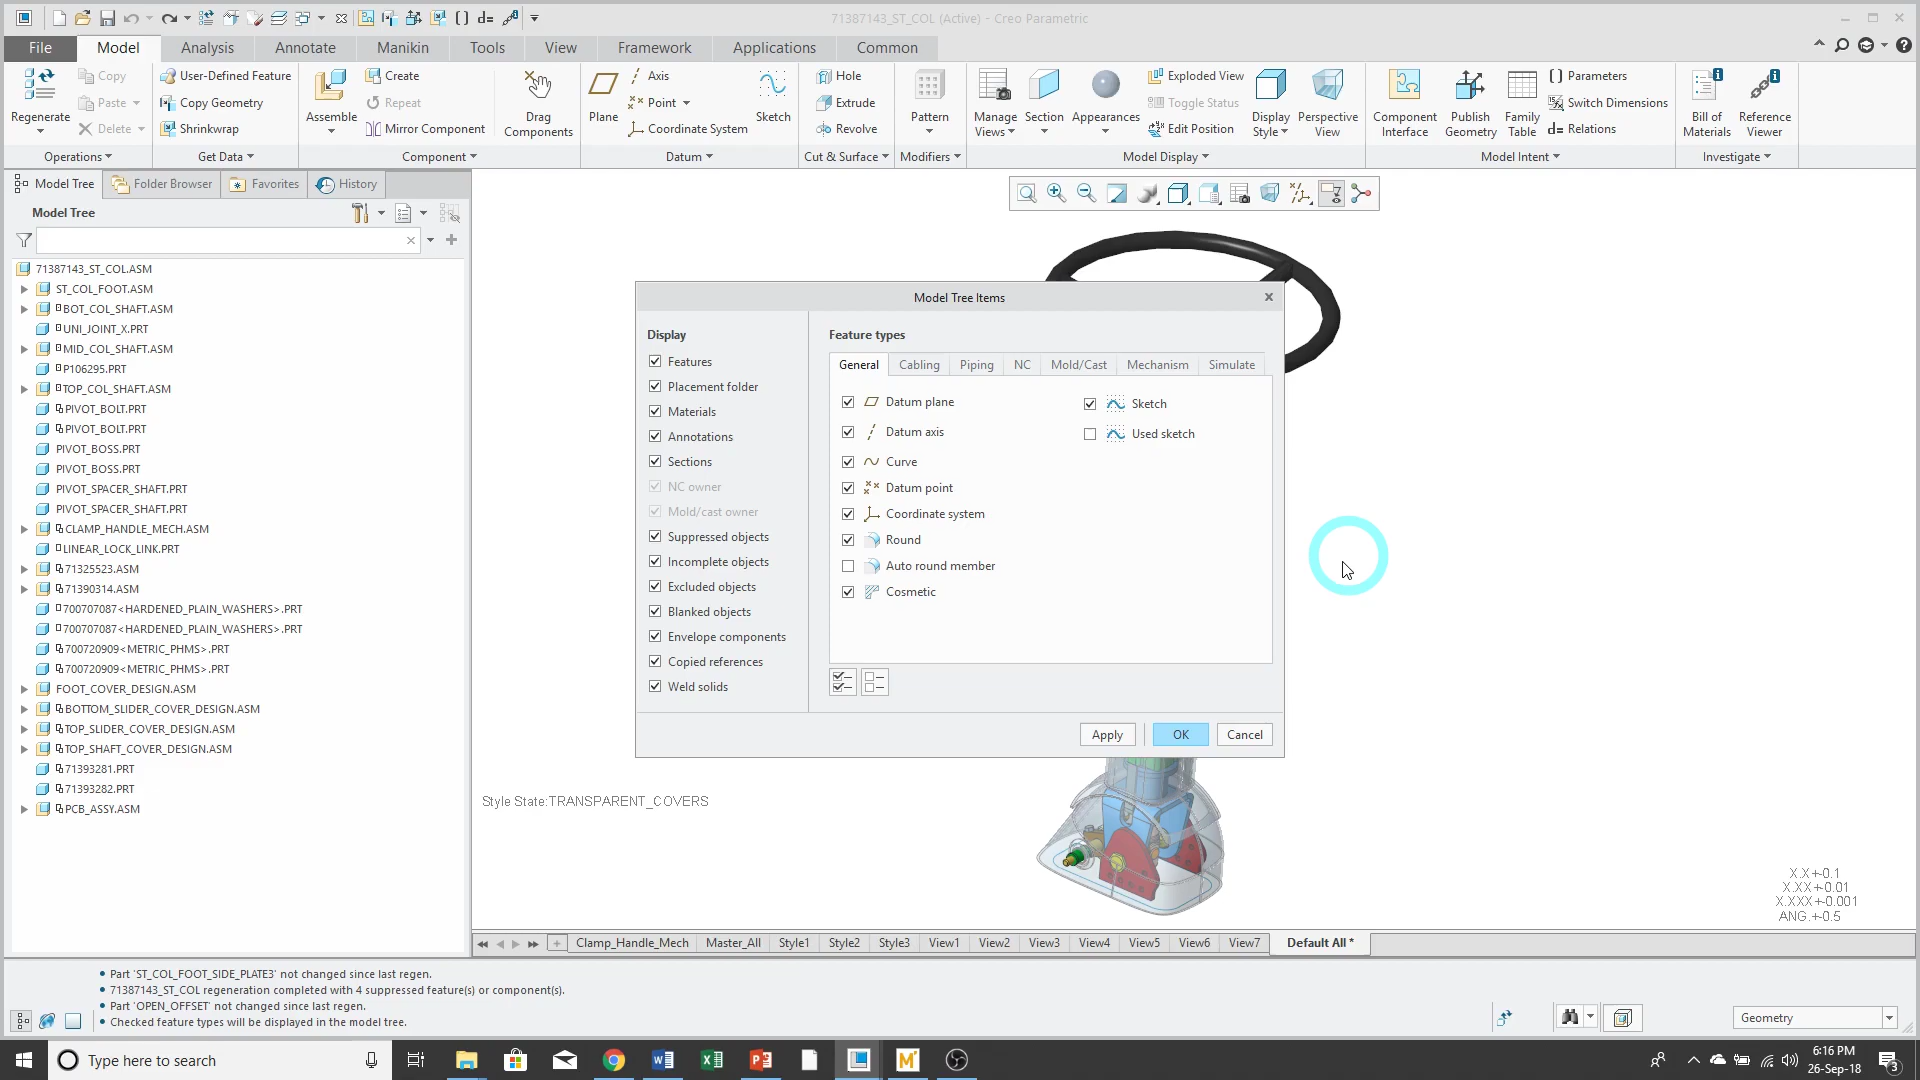 71387143_ST_COL (Active) - Creo Parametric
File Model Analysis Annotate Manikin Tools View Framework Applications Common
Regenerate
Copy
Paste
Delete
Operations
User-Defined Feature
Copy Geometry
Shrinkwrap
Get Data
Assemble
Create
Repeat
Mirror Component
Drag Components
Component
Plane
Axis
Point
Coordinate System
Sketch
Datum
Hole
Extrude
Revolve
Cut & Surface
Pattern
Modifiers
Manage Views
Section
Appearances
Exploded View
Toggle Status
Edit Position
Display Style
Perspective View
Model Display
Component Interface
Publish Geometry
Family Table
Parameters
Switch Dimensions
d= Relations
Model Intent
Bill of Materials
Reference Viewer
Investigate
Model Tree Folder Browser Favorites History
Model Tree
71387143_ST_COL.ASM
ST_COL_FOOT.ASM
BOT_COL_SHAFT.ASM
UNI_JOINT_X.PRT
MID_COL_SHAFT.ASM
P106295.PRT
TOP_COL_SHAFT.ASM
PIVOT_BOLT.PRT
PIVOT_BOLT.PRT
PIVOT_BOSS.PRT
PIVOT_BOSS.PRT
PIVOT_SPACER_SHAFT.PRT
PIVOT_SPACER_SHAFT.PRT
CLAMP_HANDLE_MECH.ASM
LINEAR_LOCK_LINK.PRT
71325523.ASM
71390314.ASM
700707087<HARDENED_PLAIN_WASHERS>.PRT
700707087<HARDENED_PLAIN_WASHERS>.PRT
700720909<METRIC_PHMS>.PRT
700720909<METRIC_PHMS>.PRT
FOOT_COVER_DESIGN.ASM
BOTTOM_SLIDER_COVER_DESIGN.ASM
TOP_SLIDER_COVER_DESIGN.ASM
TOP_SHAFT_COVER_DESIGN.ASM
71393281.PRT
71393282.PRT
PCB_ASSY.ASM
Model Tree Items
Display
Features
Placement folder
Materials
Annotations
Sections
NC owner
Mold/cast owner
Suppressed objects
Incomplete objects
Excluded objects
Blanked objects
Envelope components
Copied references
Weld solids
Feature types
General Cabling Piping NC Mold/Cast Mechanism Simulate
Datum plane
Datum axis
Curve
Datum point
Coordinate system
Round
Auto round member
Cosmetic
Sketch
Used sketch
Apply OK Cancel
Style State:TRANSPARENT_COVERS
X.X+-0.1
X.XX+-0.01
X.XXX+-0.001
ANG.+-0.5
Clamp_Handle_Mech Master_All Style1 Style2 Style3 View1 View2 View3 View4 View5 View6 View7 Default All *
• Part 'ST_COL_FOOT_SIDE_PLATE3' not changed since last regen.
• 71387143_ST_COL regeneration completed with 4 suppressed feature(s) or component(s).
• Part 'OPEN_OFFSET' not changed since last regen.
• Checked feature types will be displayed in the model tree.
Geometry
Type here to search
6:16 PM
26-Sep-18
3